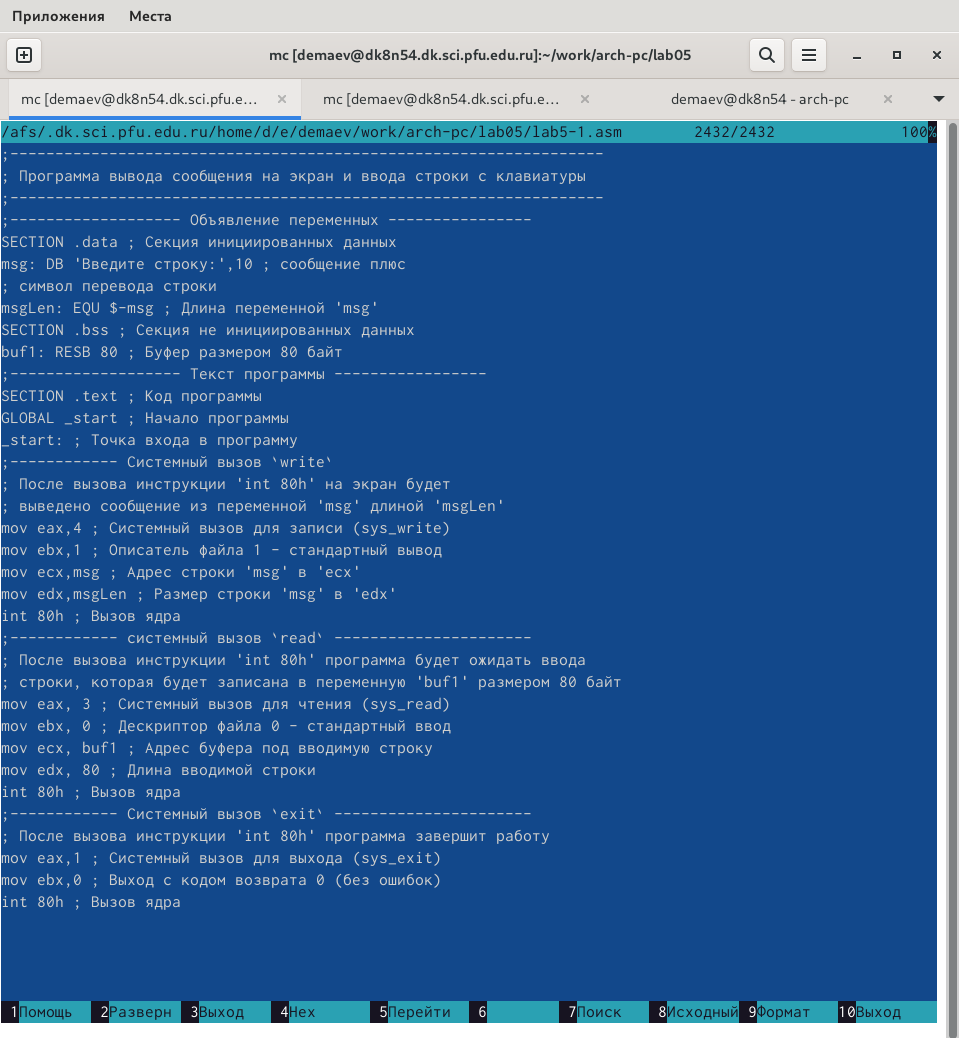 Приложения Места
mc [demaev@dk8n54.dk.sci.pfu.edu.ru]:~/work/arch-pc/lab05
mc [demaev@dk8n54.dk.sci.pfu.e... × mc [demaev@dk8n54.dk.sci.pfu.e... × demaev@dk8n54 - arch-pc ×
/afs/.dk.sci.pfu.edu.ru/home/d/e/demaev/work/arch-pc/lab05/lab5-1.asm 2432/2432 100%
;------------------------------------------------------------------
; Программа вывода сообщения на экран и ввода строки с клавиатуры
;------------------------------------------------------------------
;------------------- Объявление переменных ----------------
SECTION .data ; Секция инициированных данных
msg: DB 'Введите строку:',10 ; сообщение плюс
; символ перевода строки
msgLen: EQU $-msg ; Длина переменной 'msg'
SECTION .bss ; Секция не инициированных данных
buf1: RESB 80 ; Буфер размером 80 байт
;------------------- Текст программы -----------------
SECTION .text ; Код программы
GLOBAL _start ; Начало программы
_start: ; Точка входа в программу
;------------ Системный вызов `write`
; После вызова инструкции 'int 80h' на экран будет
; выведено сообщение из переменной 'msg' длиной 'msgLen'
mov eax,4 ; Системный вызов для записи (sys_write)
mov ebx,1 ; Описатель файла 1 - стандартный вывод
mov ecx,msg ; Адрес строки 'msg' в 'ecx'
mov edx,msgLen ; Размер строки 'msg' в 'edx'
int 80h ; Вызов ядра
;------------ системный вызов `read` ----------------------
; После вызова инструкции 'int 80h' программа будет ожидать ввода
; строки, которая будет записана в переменную 'buf1' размером 80 байт
mov eax, 3 ; Системный вызов для чтения (sys_read)
mov ebx, 0 ; Дескриптор файла 0 - стандартный ввод
mov ecx, buf1 ; Адрес буфера под вводимую строку
mov edx, 80 ; Длина вводимой строки
int 80h ; Вызов ядра
;------------ Системный вызов `exit` ----------------------
; После вызова инструкции 'int 80h' программа завершит работу
mov eax,1 ; Системный вызов для выхода (sys_exit)
mov ebx,0 ; Выход с кодом возврата 0 (без ошибок)
int 80h ; Вызов ядра
1Помощь 2Разверн 3Выход 4Hex 5Перейти 6 7Поиск 8Исходный 9Формат 10Выход